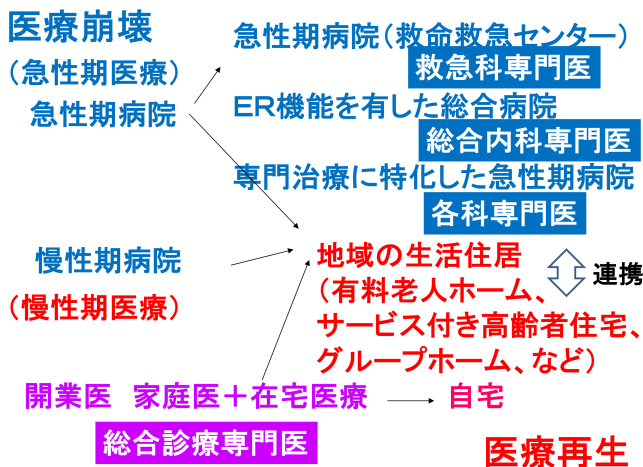 医療崩壊
(急性期医療)
急性期病院
急性期病院(救命救急センター)
救急科専門医
ER機能を有した総合病院
総合内科専門医
専門治療に特化した急性期病院
各科専門医
慢性期病院
(慢性期医療)
地域の生活住居
(有料老人ホーム、
サービス付き高齢者住宅、
グループホーム、など)
連携
開業医 家庭医+在宅医療
自宅
総合診療専門医
医療再生